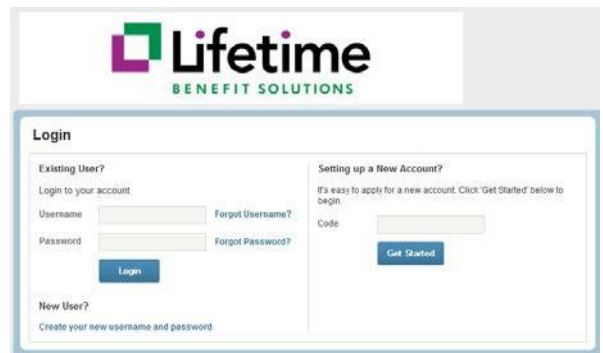 Lifetime
BENEFIT SOLUTIONS
Login
Existing User?
Login to your account
Username
Forgot Username?
Password
Forgot Password?
Login
New User?
Create your new username and password
Setting up a New Account?
It's easy to apply for a new account. Click 'Get Started' below to
begin.
Code
Get Started